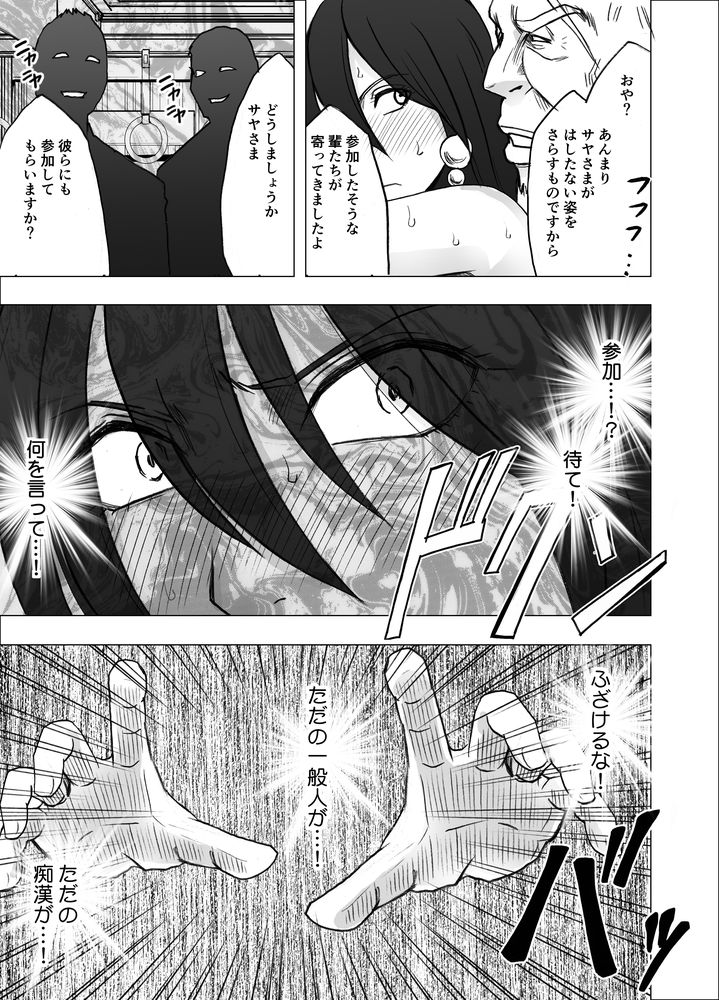 おや？
あんまり
サヤさまが
はしたない姿を
さらすものですから
フフフ…
参加したそうな
輩たちが
寄ってきましたよ
どうしましょうか
サヤさま
ニヤニヤ
彼らにも
参加して
もらいますか？
ニヤニヤ
参加…!?
待て！
ドドン
何を言って…！
ふざけるな！
ただの一般人が…！
ただの
痴漢が…！
バッ